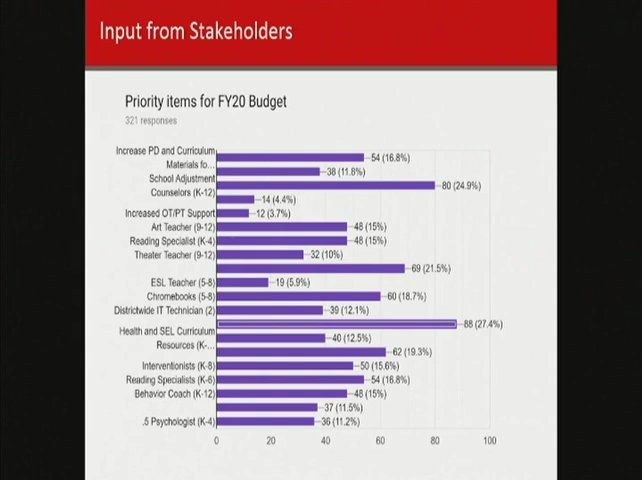 Input from Stakeholders
Priority items for FY20 Budget
321 responses
Increase PD and Curriculum
54 (16.8%)
Materials fo...
38 (11.8%)
School Adjustment
80 (24.9%)
Counselors (K-12)
14 (4.4%)
Increased OT/PT Support
12 (3.7%)
Art Teacher (9-12)
48 (15%)
Reading Specialist (K-4)
48 (15%)
Theater Teacher (9-12)
32 (10%)
69 (21.5%)
ESL Teacher (5-8)
19 (5.9%)
Chromebooks (5-8)
60 (18.7%)
Districtwide IT Technician (2)
39 (12.1%)
88 (27.4%)
Health and SEL Curriculum
40 (12.5%)
Resources (K-...
62 (19.3%)
Interventionists (K-8)
50 (15.6%)
Reading Specialists (K-6)
54 (16.8%)
Behavior Coach (K-12)
48 (15%)
37 (11.5%)
.5 Psychologist (K-4)
36 (11.2%)
0 20 40 60 80 100